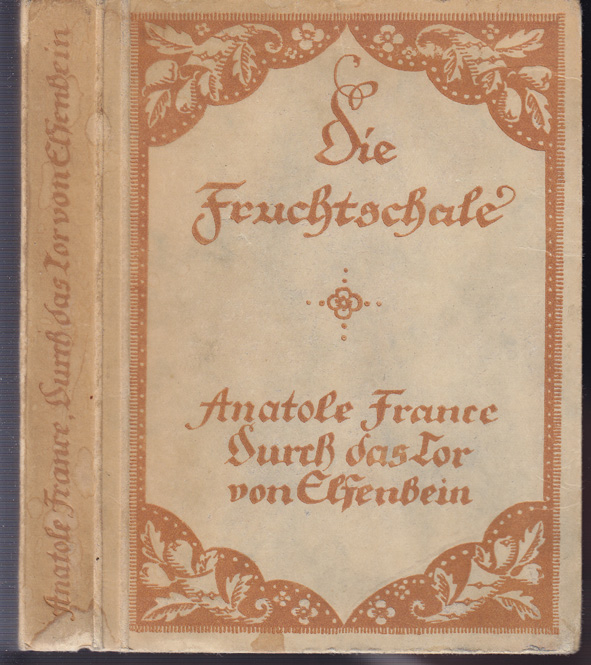 Anatole France, Durch das Tor von Elfenbein
Die
Fruchtschale
Anatole France
Durch das Tor
von Elfenbein